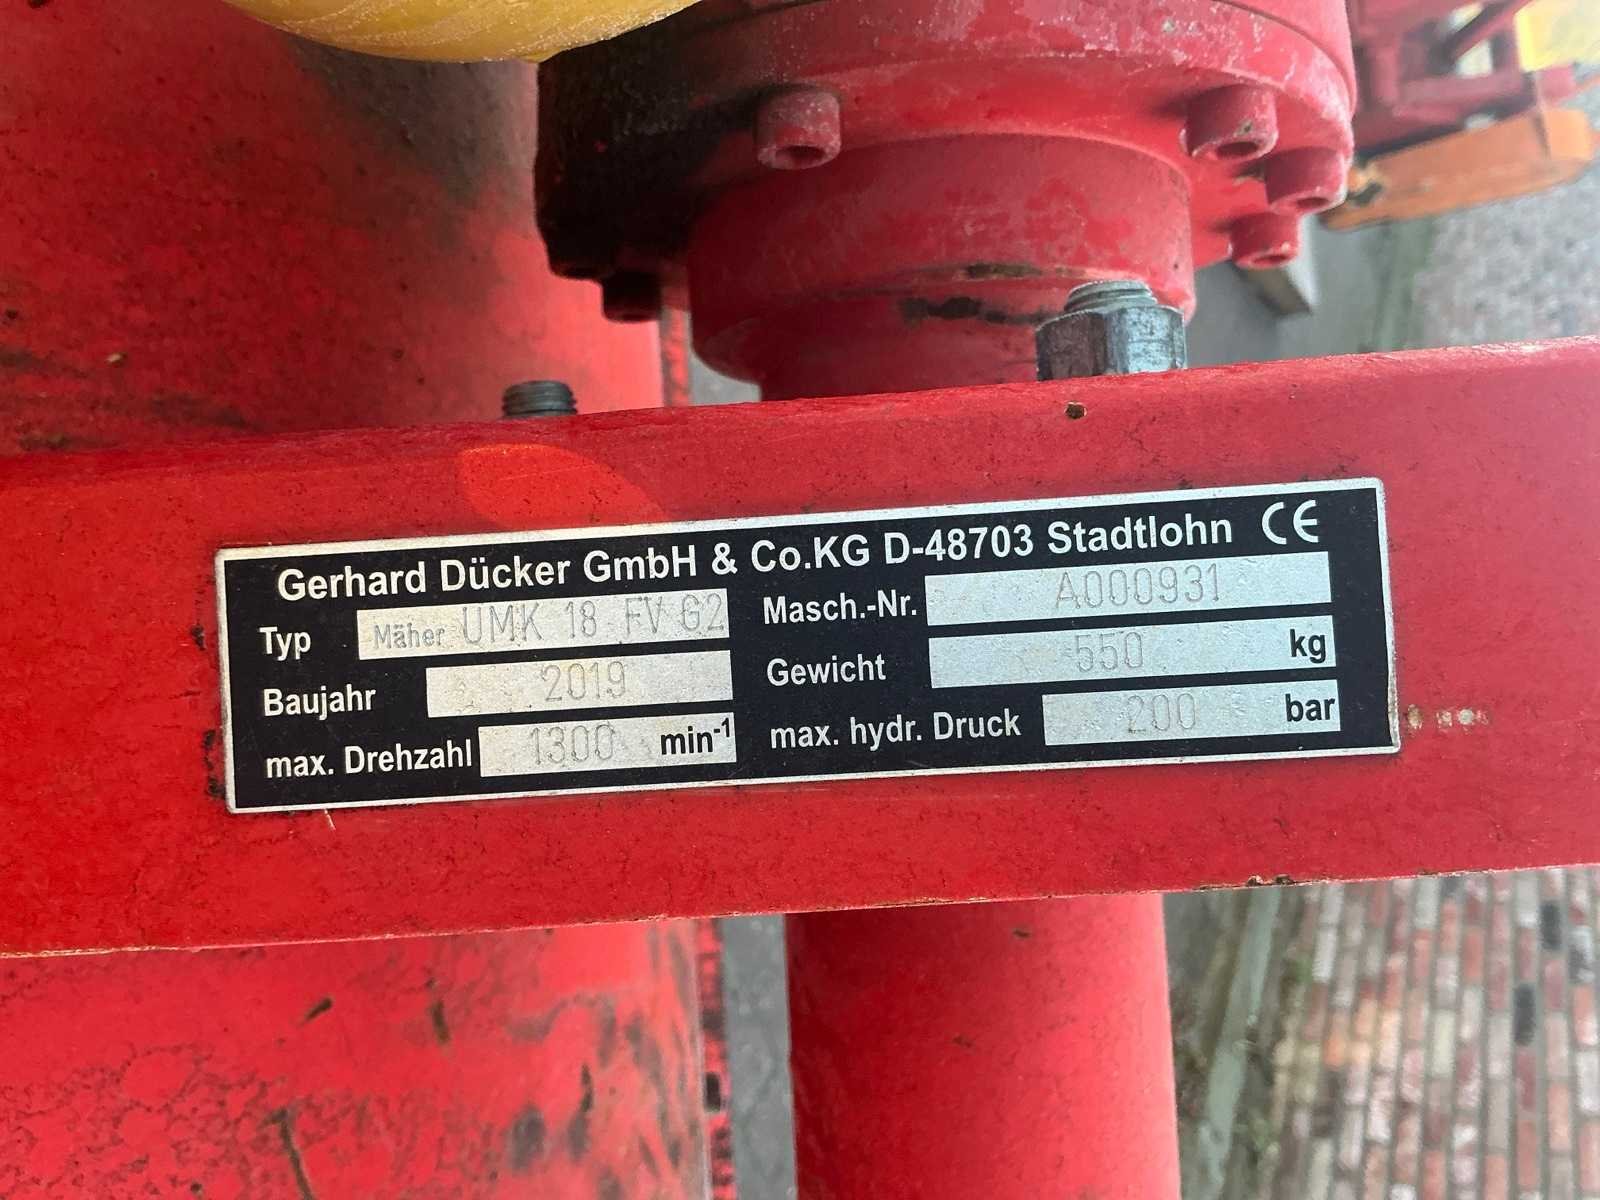 Gerhard Dücker GmbH & Co.KG D-48703 Stadtlohn CE
Typ Mäher UMK 18 FV G2 Masch.-Nr. A000931
Baujahr 2019 Gewicht 550 kg
max. Drehzahl 1300 min-1 max. hydr. Druck 200 bar